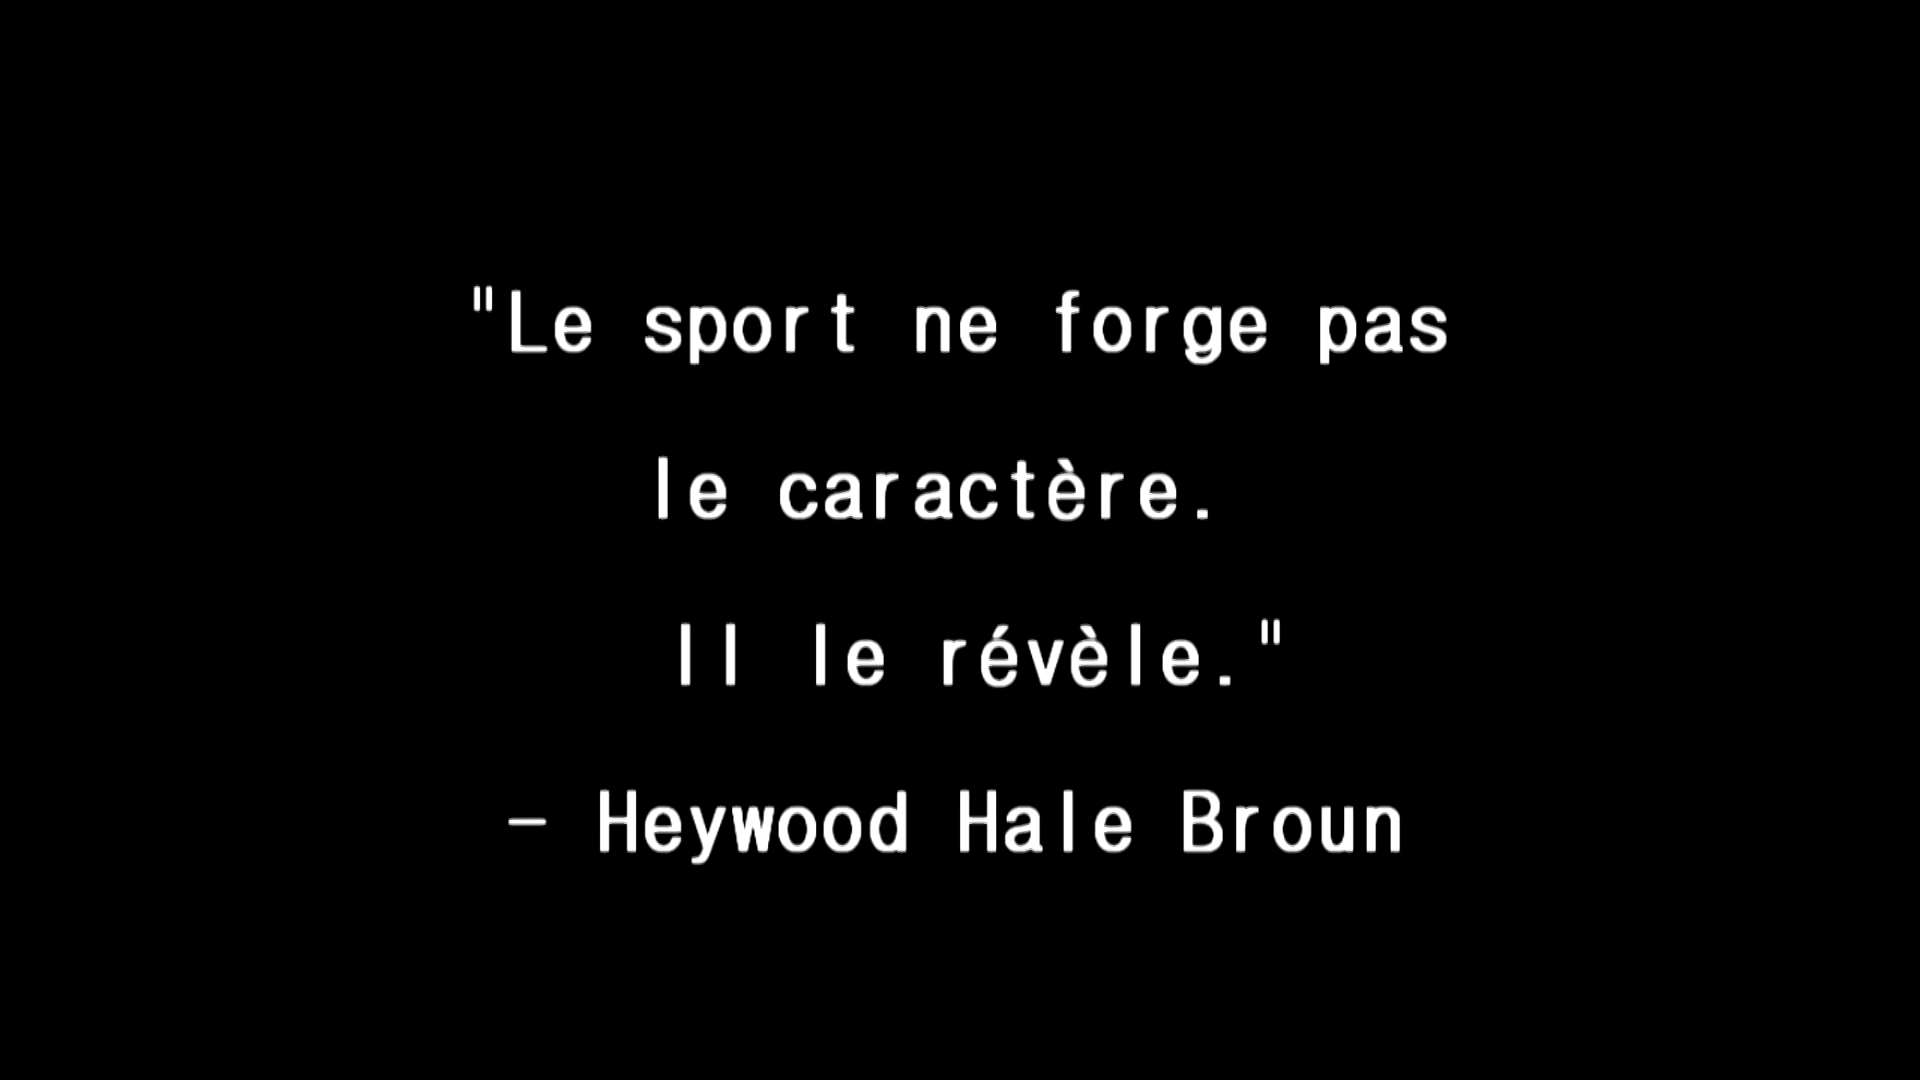 "Le sport ne forge pas
le caractère.
Il le révèle."
- Heywood Hale Broun